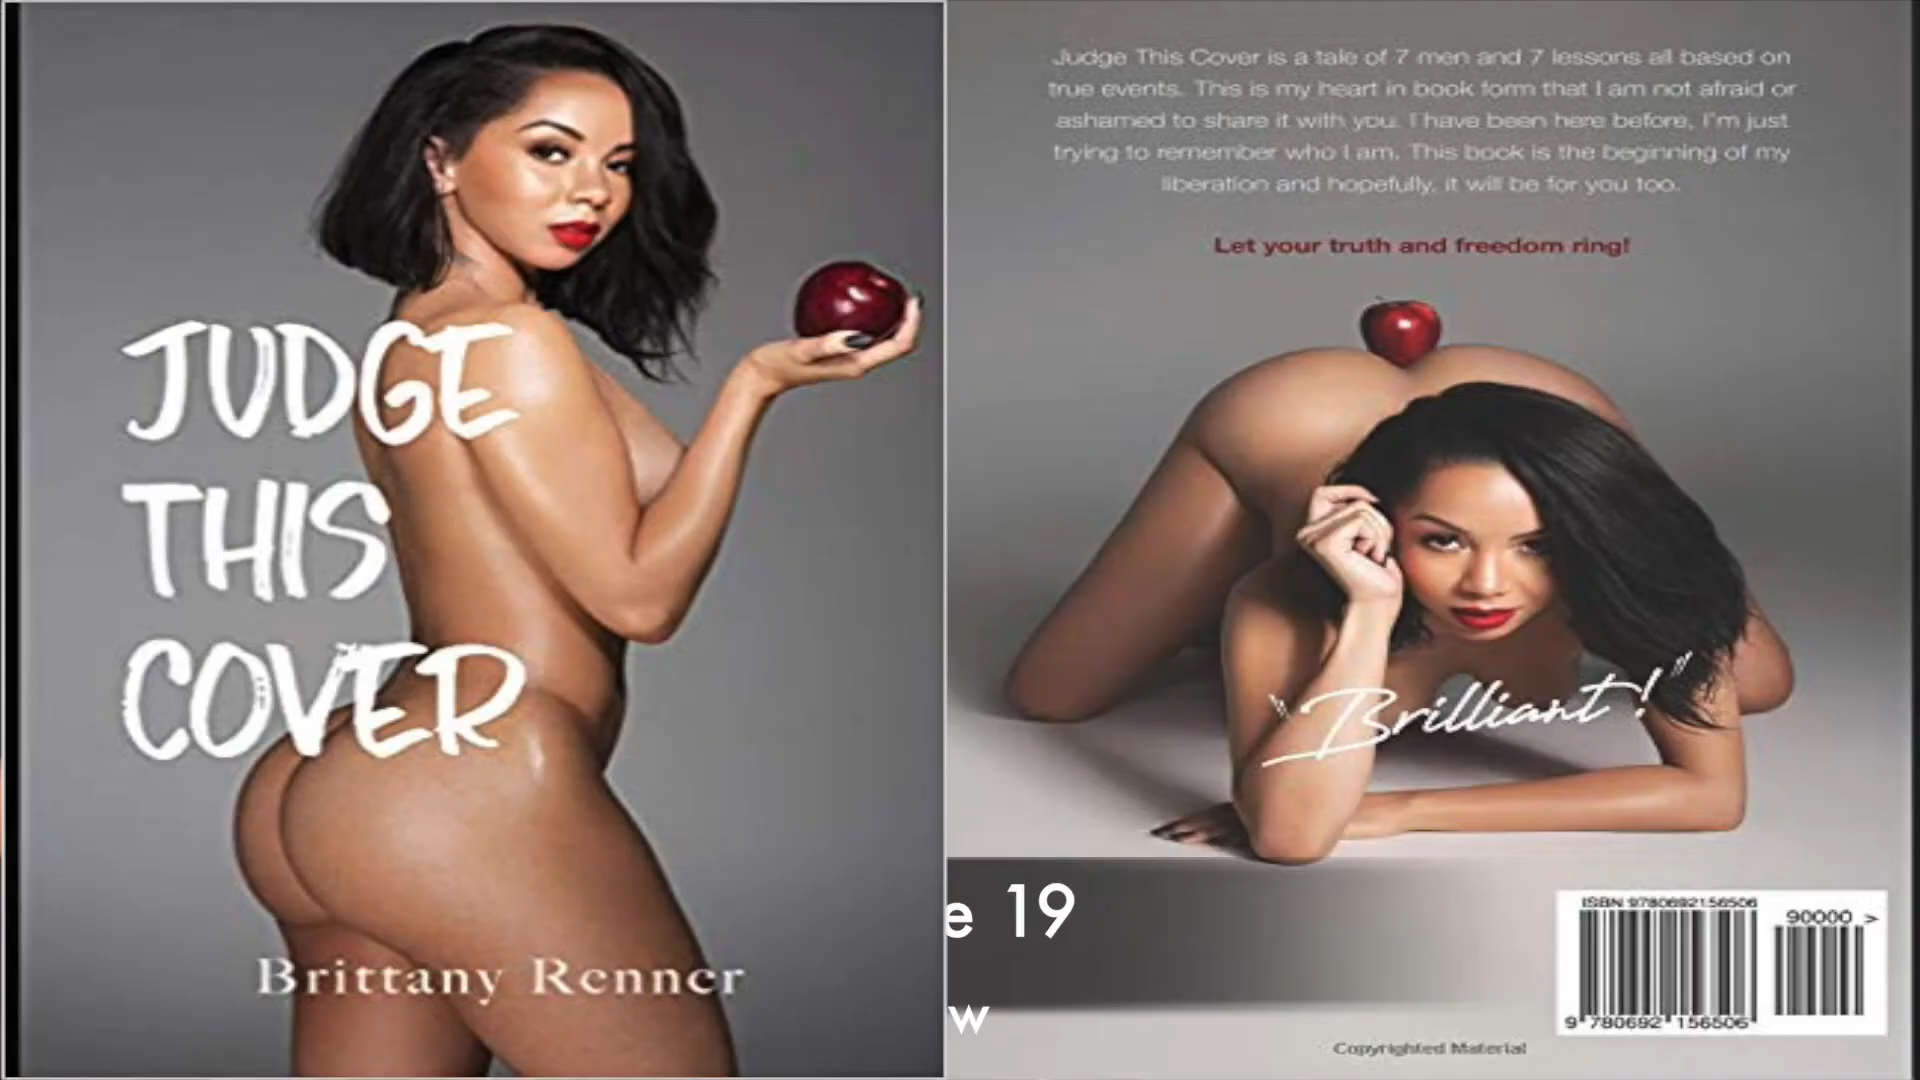 JUDGE
THIS
COVER
Brittany Renner
Judge This Cover is a tale of 7 men and 7 lessons all based on
true events. This is my heart in book form that I am not afraid or
ashamed to share it with you. I have been here before, I'm just
trying to remember who I am. This book is the beginning of my
liberation and hopefully, it will be for you too.
Let your truth and freedom ring!
"Brilliant!"
e 19
w
ISBN 9780692156506
90000 >
9 780692 156506
Copyrighted Material